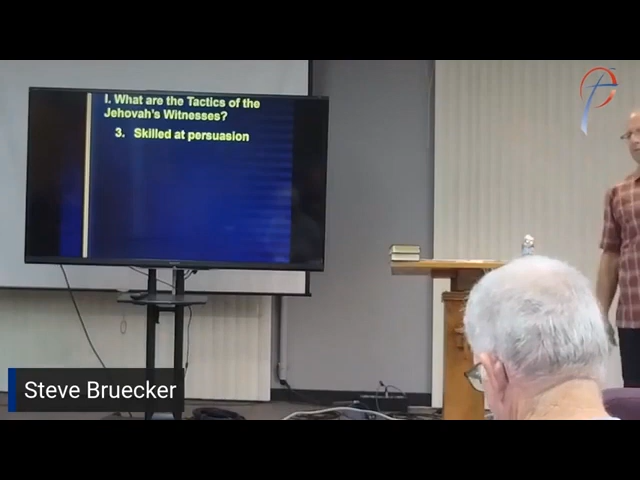 I. What are the Tactics of the
Jehovah's Witnesses?
3. Skilled at persuasion
Steve Bruecker